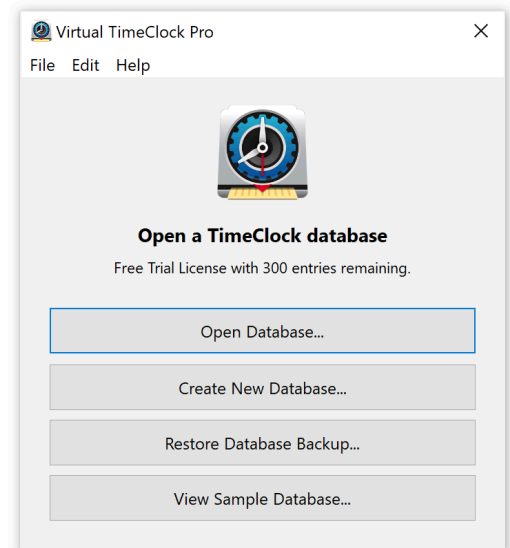 Virtual TimeClock Pro
File Edit Help
Open a TimeClock database
Free Trial License with 300 entries remaining.
Open Database...
Create New Database...
Restore Database Backup...
View Sample Database...